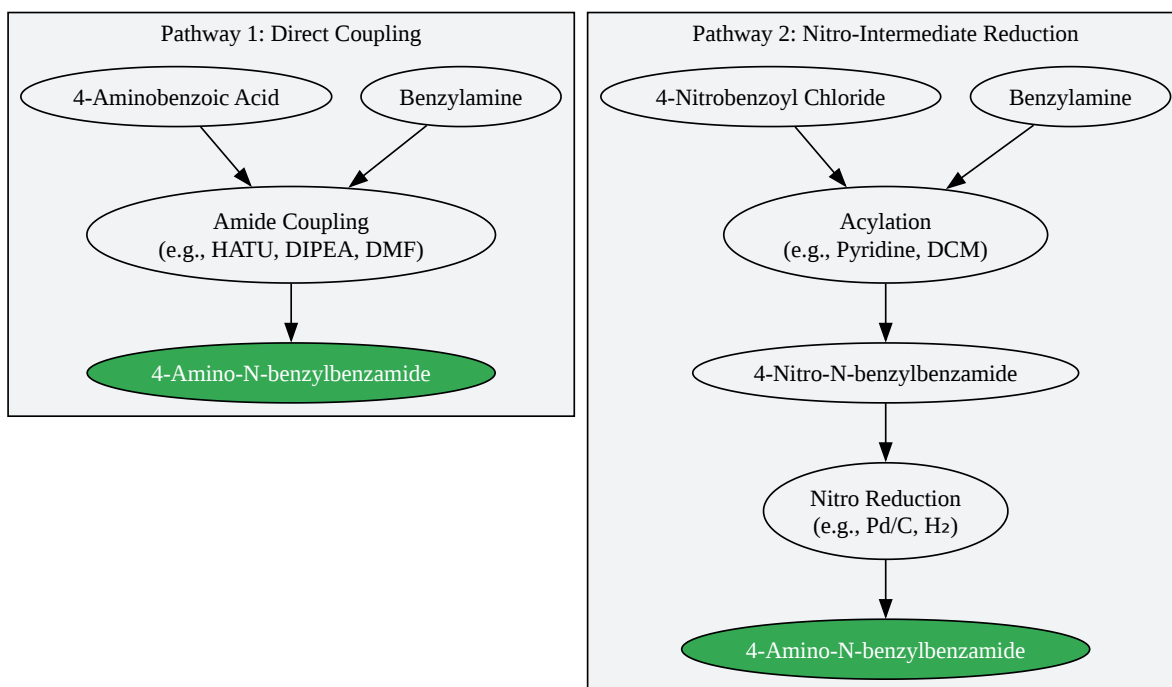 Pathway 1: Direct Coupling
4-Aminobenzoic Acid
Benzylamine
Amide Coupling
(e.g., HATU, DIPEA, DMF)
4-Amino-N-benzylbenzamide
Pathway 2: Nitro-Intermediate Reduction
4-Nitrobenzoyl Chloride
Benzylamine
Acylation
(e.g., Pyridine, DCM)
4-Nitro-N-benzylbenzamide
Nitro Reduction
(e.g., Pd/C, H₂)
4-Amino-N-benzylbenzamide